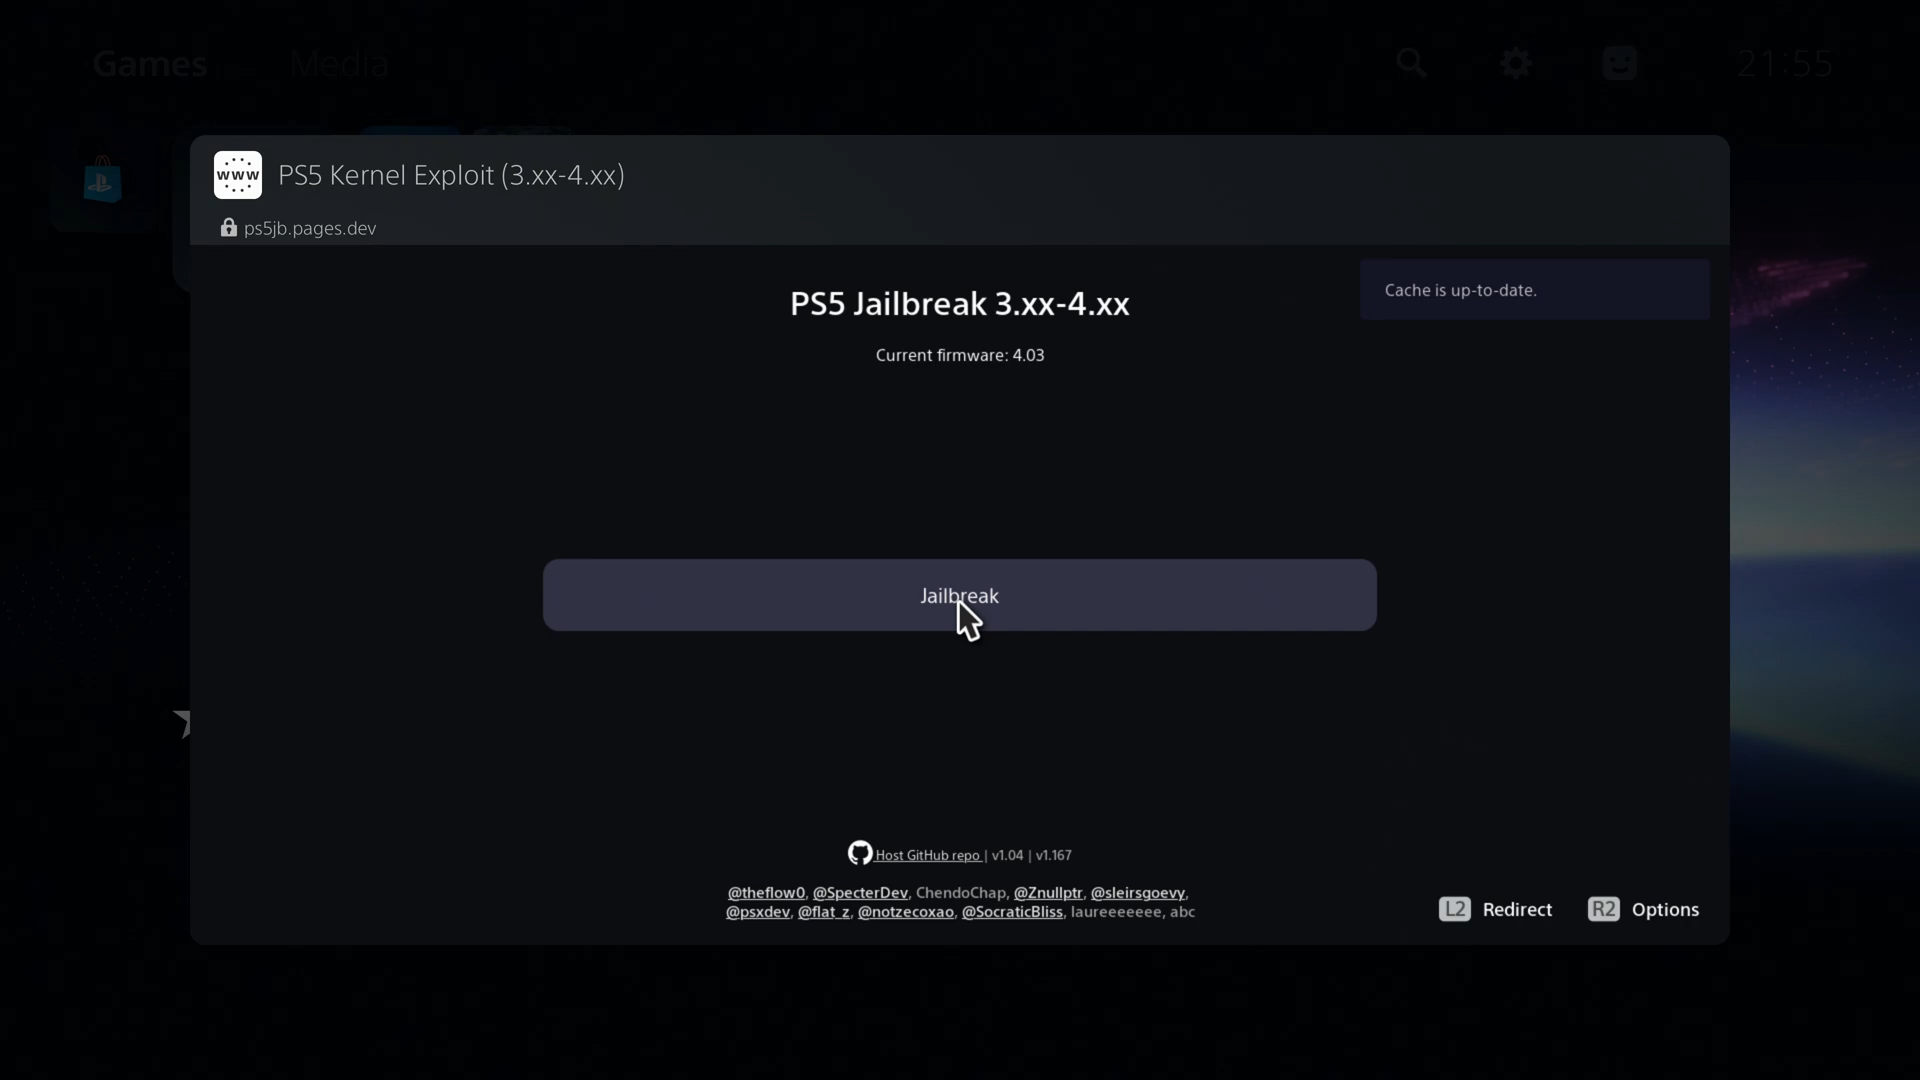 Games Media 21:55
www PS5 Kernel Exploit (3.xx-4.xx)
ps5jb.pages.dev
Cache is up-to-date.
PS5 Jailbreak 3.xx-4.xx
Current firmware: 4.03
Jailbreak
Host GitHub repo | v1.04 | v1.167
@theflow0, @SpecterDev, ChendoChap, @Znullptr, @sleirsgoevy,
@psxdev, @flat_z, @notzecoxao, @SocraticBliss, laureeeeeee, abc
L2 Redirect R2 Options